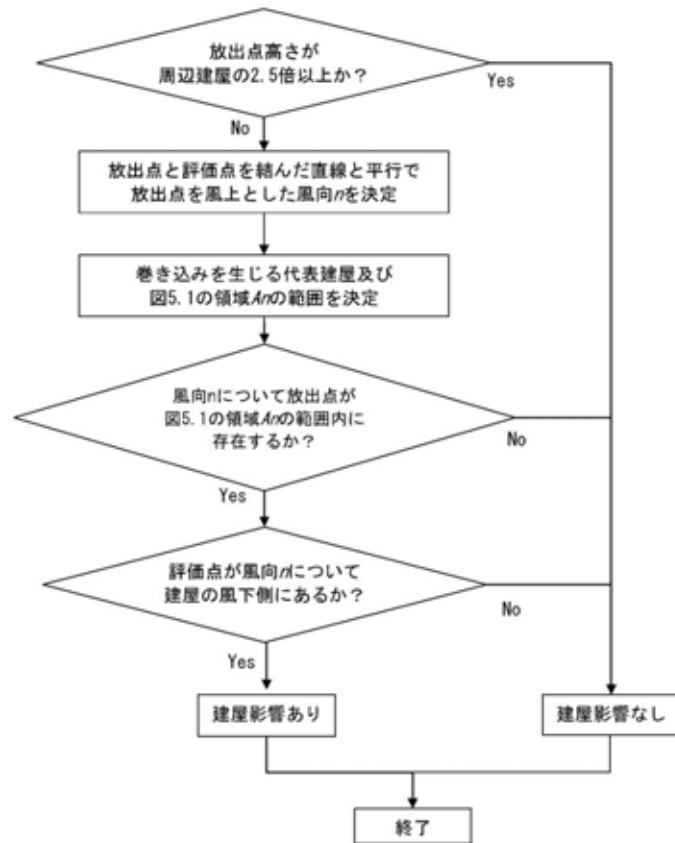 放出点高さが
周辺建屋の2.5倍以上か?
Yes
No
放出点と評価点を結んだ直線と平行で
放出点を風上とした風向nを決定
巻き込みを生じる代表建屋及び
図5.1の領域Anの範囲を決定
風向nについて放出点が
図5.1の領域Anの範囲内に
存在するか?
No
Yes
評価点が風向nについて
建屋の風下側にあるか?
No
Yes
建屋影響あり
建屋影響なし
終了